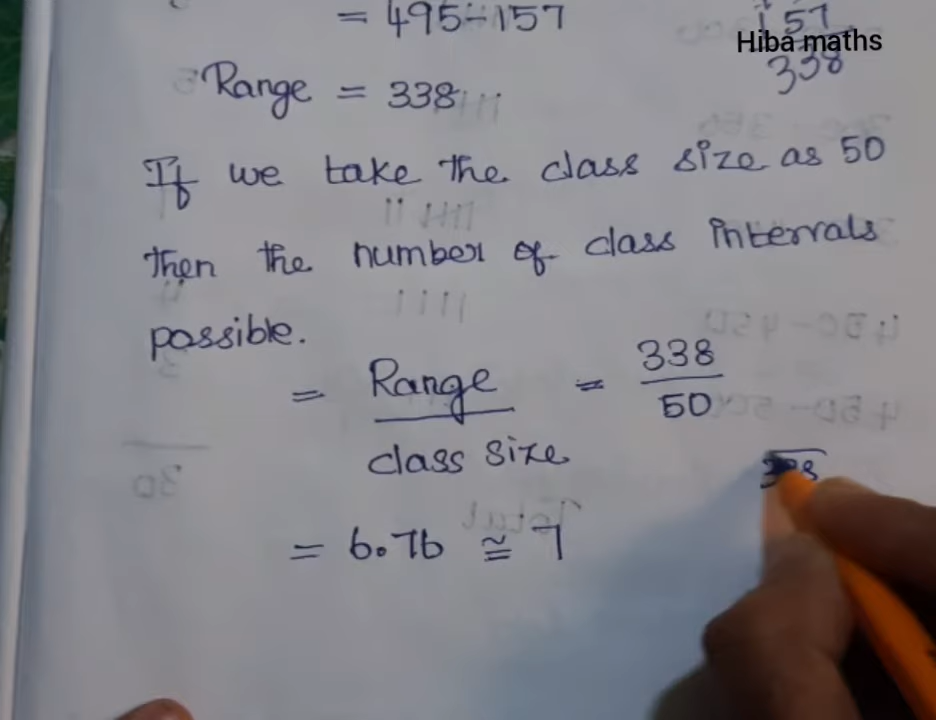 = 495-157
157
Hiba maths
338
Range = 338
If we take the class size as 50
then the number of class intervals
possible.
= Range = 338
class size 50
= 6.76 ≅ 7